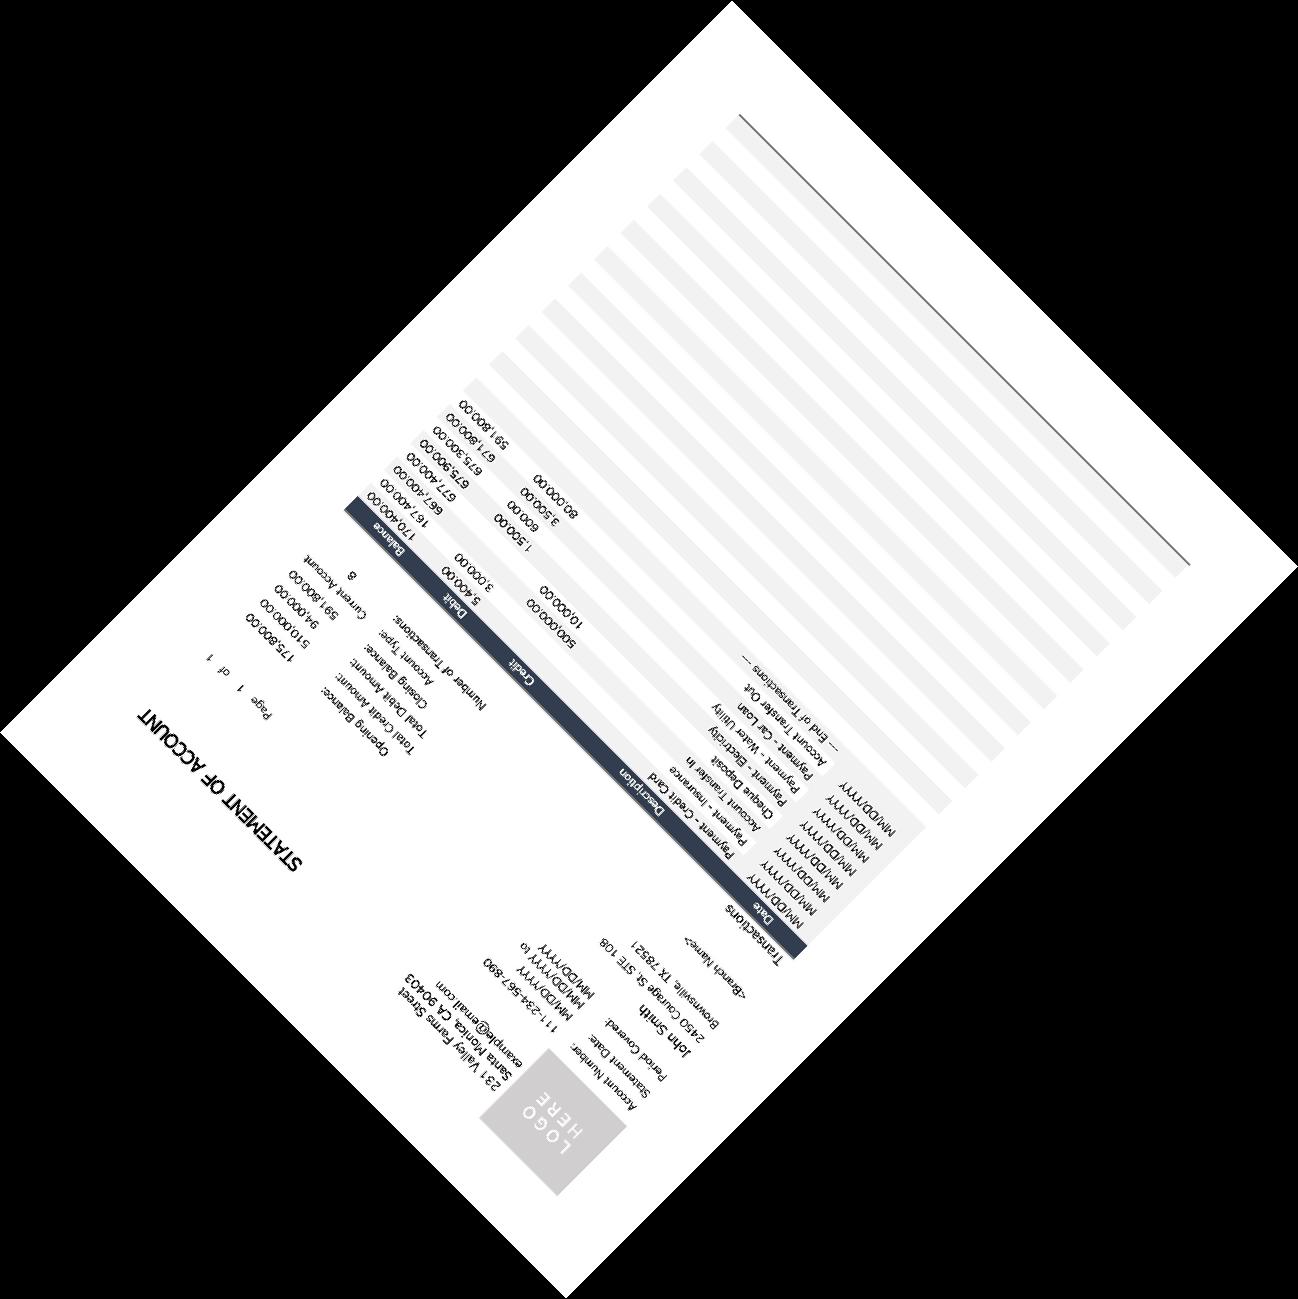 LOGO
HERE
231 Valley Farms Street
Santa Monica, CA 90403
example@email.com
STATEMENT OF ACCOUNT
Page 1 of 1
Account Number: 111-234-567-890
Statement Date: MM/DD/YYYY
Period Covered: MM/DD/YYYY to
MM/DD/YYYY
John Smith
2450 Courage St. STE 108
Brownsville, TX 78521
<Branch Name>
Opening Balance: 175,800.00
Total Credit Amount: 510,000.00
Total Debit Amount: 94,000.00
Closing Balance: 591,800.00
Account Type: Current Account
Number of Transactions: 8
Transactions
Date Description Credit Debit Balance
MM/DD/YYYY Payment - Credit Card 5,400.00 170,400.00
MM/DD/YYYY Payment - Insurance 3,000.00 167,400.00
MM/DD/YYYY Account Transfer In 500,000.00 667,400.00
MM/DD/YYYY Cheque Deposit 10,000.00 677,400.00
MM/DD/YYYY Payment - Electricity 1,500.00 675,900.00
MM/DD/YYYY Payment - Water Utility 600.00 675,300.00
MM/DD/YYYY Payment - Car Loan 3,500.00 671,800.00
MM/DD/YYYY Account Transfer Out 80,000.00 591,800.00
--- End of Transactions ---